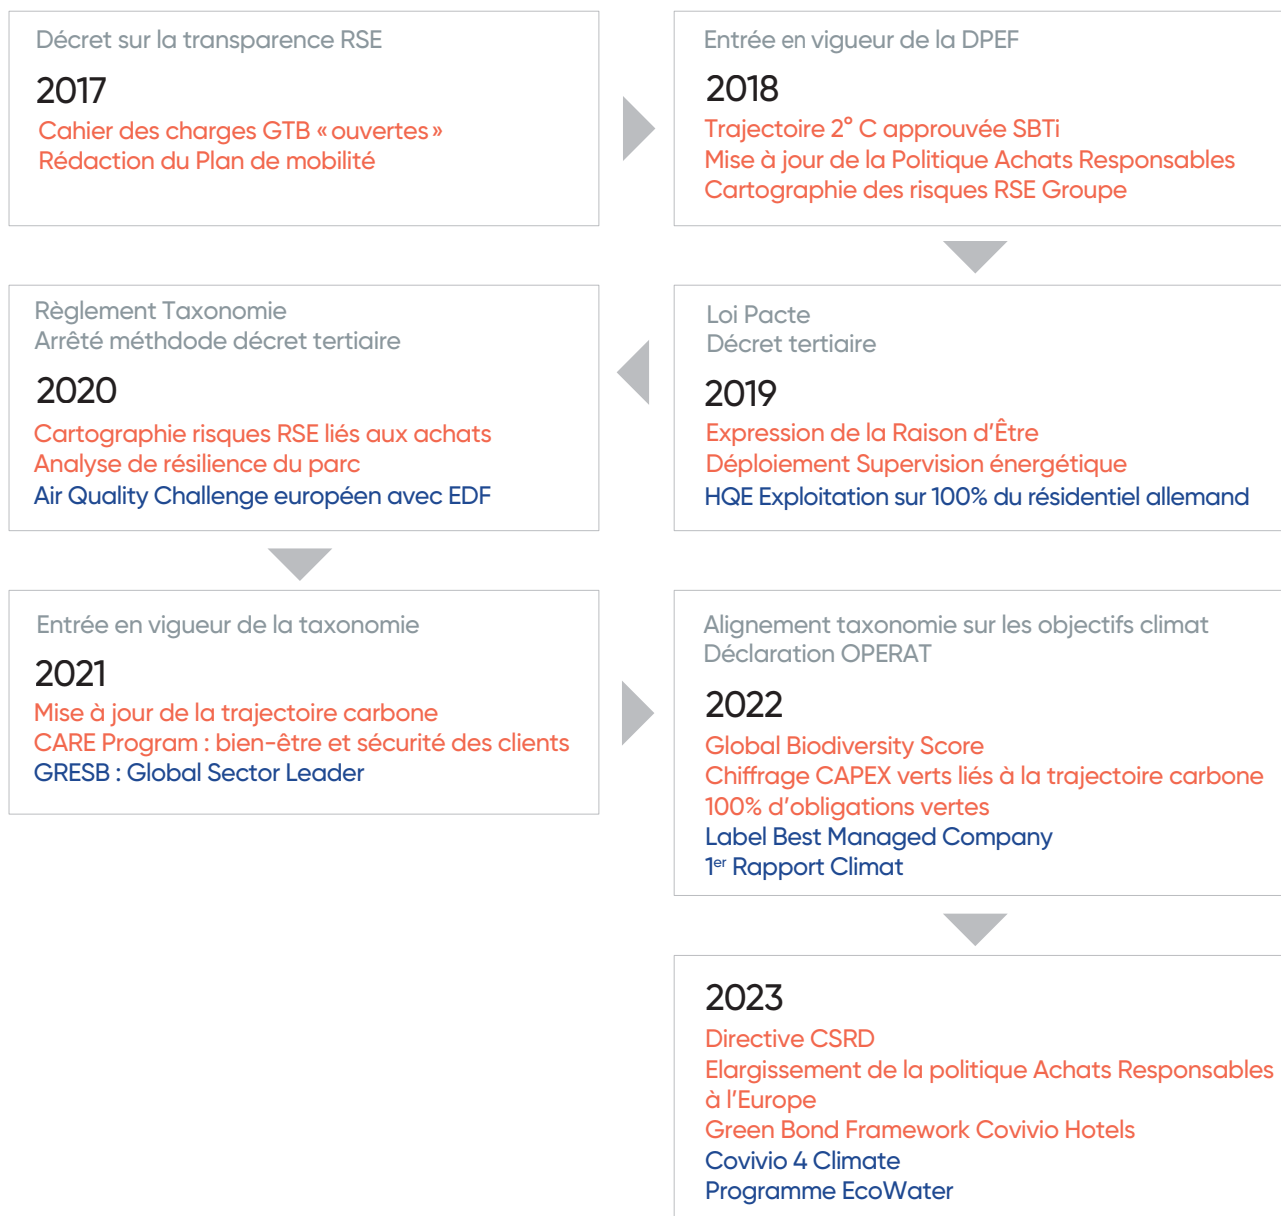 Décret sur la transparence RSE
2017
Cahier des charges GTB « ouvertes »
Rédaction du Plan de mobilité
Entrée en vigueur de la DPEF
2018
Trajectoire 2° C approuvée SBTi
Mise à jour de la Politique Achats Responsables
Cartographie des risques RSE Groupe
Loi Pacte
Décret tertiaire
2019
Expression de la Raison d'Être
Déploiement Supervision énergétique
HQE Exploitation sur 100% du résidentiel allemand
Règlement Taxonomie
Arrêté méthdode décret tertiaire
2020
Cartographie risques RSE liés aux achats
Analyse de résilience du parc
Air Quality Challenge européen avec EDF
Entrée en vigueur de la taxonomie
2021
Mise à jour de la trajectoire carbone
CARE Program : bien-être et sécurité des clients
GRESB : Global Sector Leader
Alignement taxonomie sur les objectifs climat
Déclaration OPERAT
2022
Global Biodiversity Score
Chiffrage CAPEX verts liés à la trajectoire carbone
100% d'obligations vertes
Label Best Managed Company
1er Rapport Climat
2023
Directive CSRD
Elargissement de la politique Achats Responsables
à l'Europe
Green Bond Framework Covivio Hotels
Covivio 4 Climate
Programme EcoWater